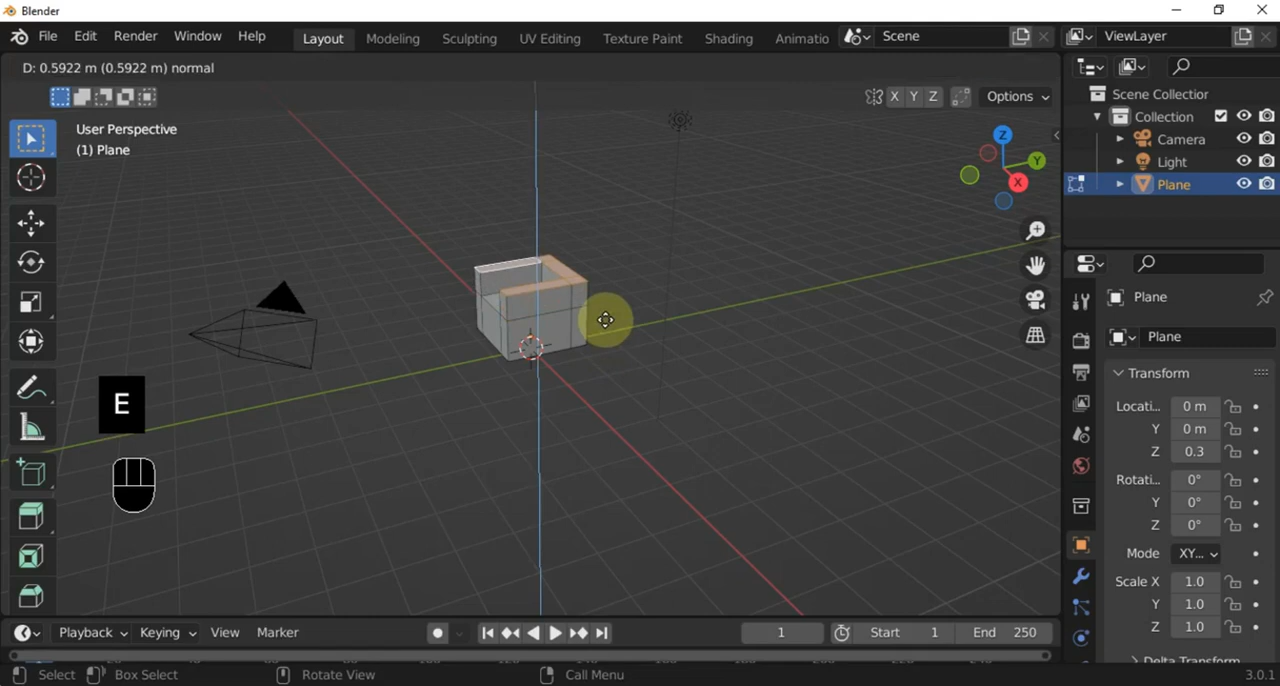 Blender
File Edit Render Window Help Layout Modeling Sculpting UV Editing Texture Paint Shading Animatio Scene ViewLayer
D: 0.5922 m (0.5922 m) normal
X Y Z Options
User Perspective
(1) Plane
Z
Y
X
E
Scene Collection
Collection
Camera
Light
Plane
Plane
Plane
Transform
Locati... 0 m
Y 0 m
Z 0.3
Rotati... 0°
Y 0°
Z 0°
Mode XY...
Scale X 1.0
Y 1.0
Z 1.0
Delta Transform
Playback Keying View Marker 1 Start 1 End 250
Select Box Select Rotate View Call Menu 3.0.1